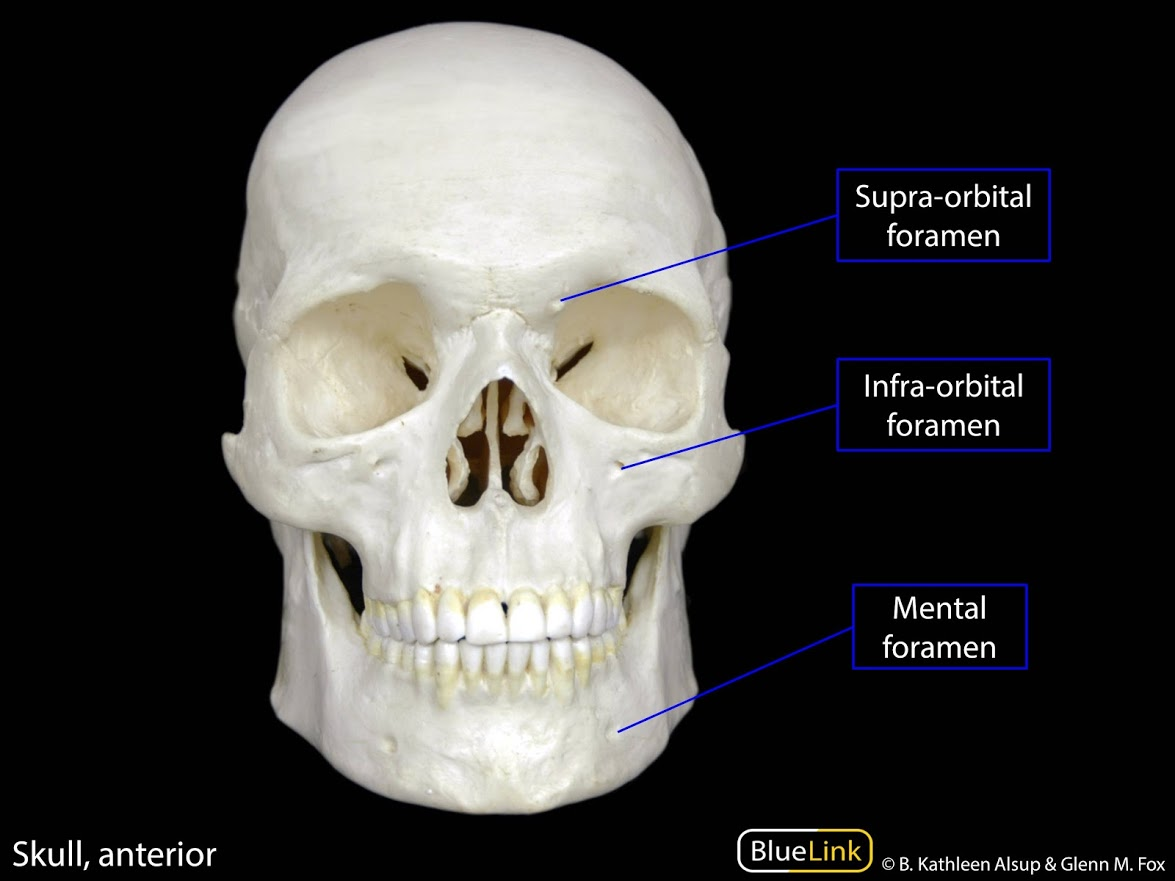 Supra-orbital
foramen
Infra-orbital
foramen
Mental
foramen
Skull, anterior
BlueLink
© B. Kathleen Alsup & Glenn M. Fox